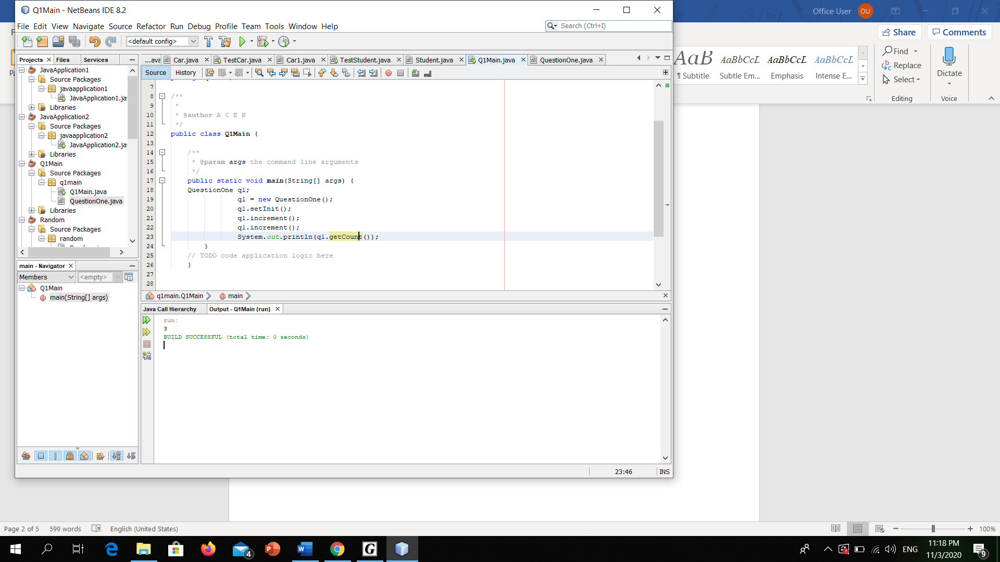 Q1Main - NetBeans IDE 8.2
Office User OU
File Edit View Navigate Source Refactor Run Debug Profile Team Tools Window Help
Search (Ctrl+I)
Share Comments
<default config>
AaB AaBbCcL AaBbCcL AaBbCcL
¶ Subtitle Subtle Em... Emphasis Intense E...
Find
Replace
Select
Editing
Dictate
Voice
Projects Files Services
...ava Car.java TestCar.java Car1.java TestStudent.java Student.java Q1Main.java QuestionOne.java
Source History
JavaApplication1
Source Packages
javaapplication1
JavaApplication1.ja
Libraries
JavaApplication2
Source Packages
javaapplication2
JavaApplication2.ja
Libraries
Q1Main
Source Packages
q1main
Q1Main.java
QuestionOne.java
Libraries
Random
Source Packages
random
7
8 /**
9 *
10 * @author A C E R
11 */
12 public class Q1Main {
13
14 /**
15 * @param args the command line arguments
16 */
17 public static void main(String[] args) {
18 QuestionOne q1;
19 q1 = new QuestionOne();
20 q1.setInit();
21 q1.increment();
22 q1.increment();
23 System.out.println(q1.getCount());
24 }
25 // TODO code application logic here
26 }
27
28
main - Navigator
Members <empty>
Q1Main
main(String[] args)
q1main.Q1Main main
Java Call Hierarchy Output - Q1Main (run)
run:
3
BUILD SUCCESSFUL (total time: 0 seconds)
23:46 INS
Page 2 of 5 599 words English (United States) 100%
4
ENG
11:18 PM
11/3/2020
9